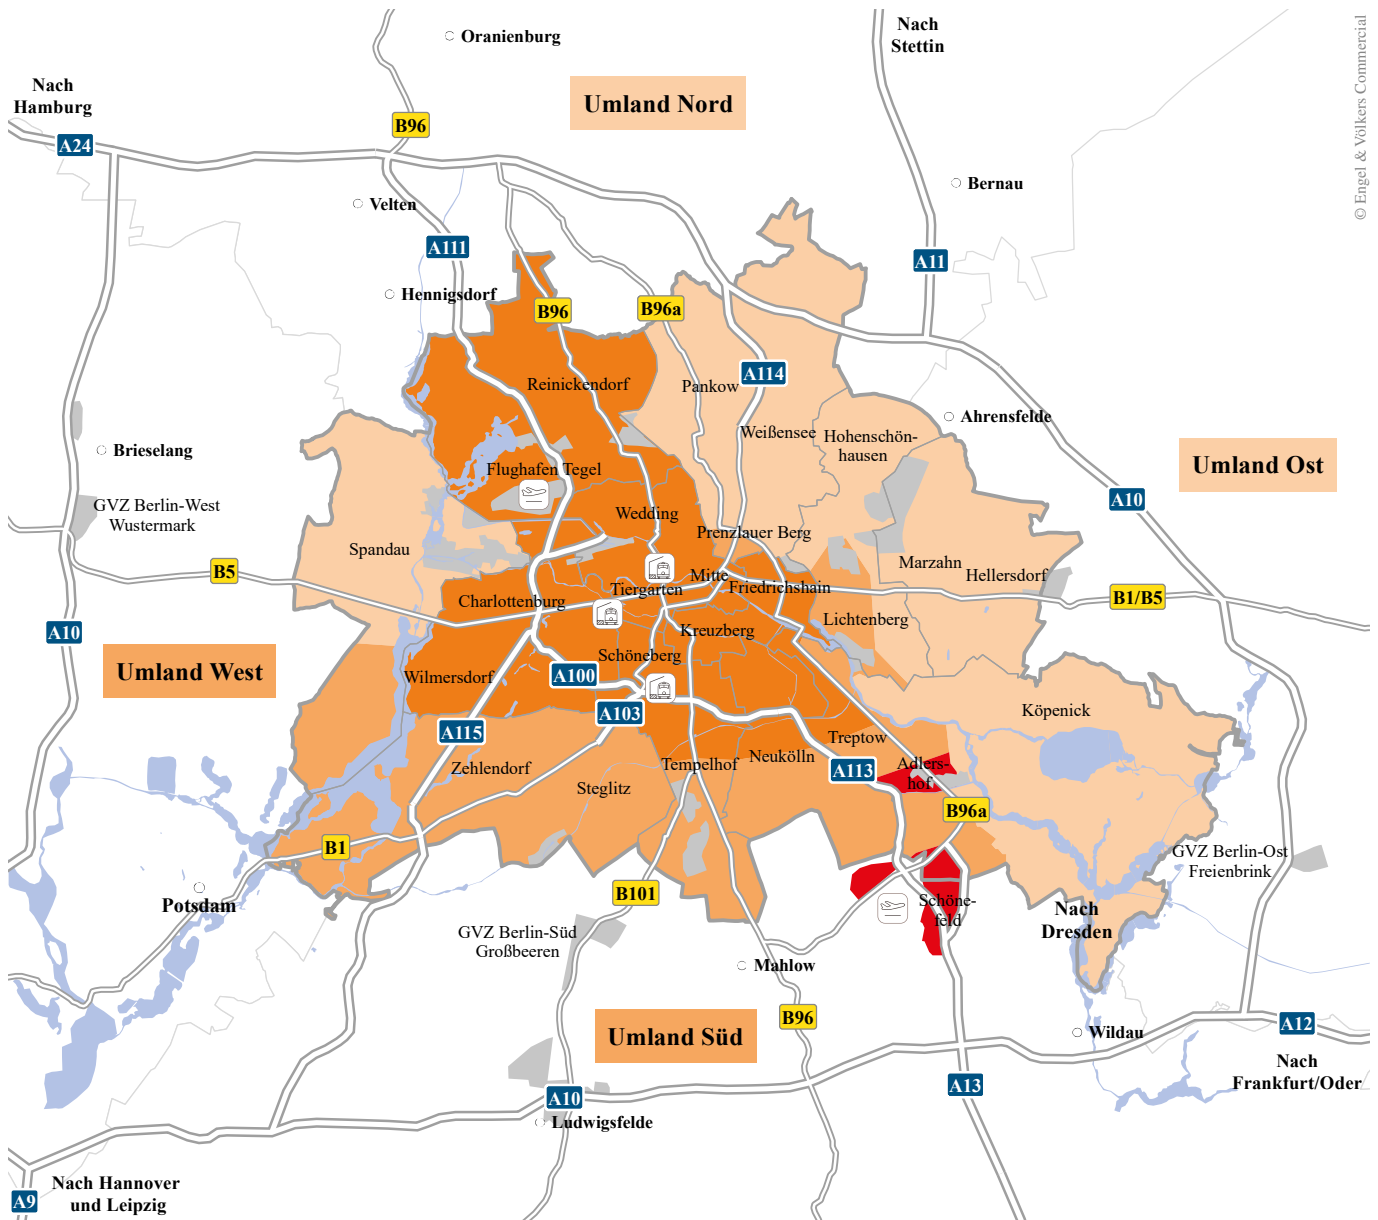 Oranienburg
Nach
Stettin
© Engel & Völkers Commercial
Nach
Hamburg
Umland Nord
B96
A24
Bernau
Velten
A111
A11
Hennigsdorf
B96
B96a
Reinickendorf
Pankow
A114
Ahrensfelde
Weißensee
Hohenschön-
hausen
Brieselang
Umland Ost
Flughafen Tegel
A10
GVZ Berlin-West
Wustermark
Wedding
Prenzlauer Berg
Spandau
Marzahn
Hellersdorf
B5
Mitte
Tiergarten
Friedrichshain
B1/B5
Charlottenburg
Lichtenberg
A10
Kreuzberg
Schöneberg
Umland West
Wilmersdorf
A100
A103
Köpenick
A115
Treptow
Neukölln
Tempelhof
Zehlendorf
A113
Adlers-
hof
Steglitz
B96a
B1
GVZ Berlin-Ost
Freienbrink
B101
Potsdam
Schöne-
feld
Nach
Dresden
GVZ Berlin-Süd
Großbeeren
Mahlow
B96
Umland Süd
Wildau
A12
Nach
Frankfurt/Oder
A13
A10
Ludwigsfelde
Nach Hannover
und Leipzig
A9